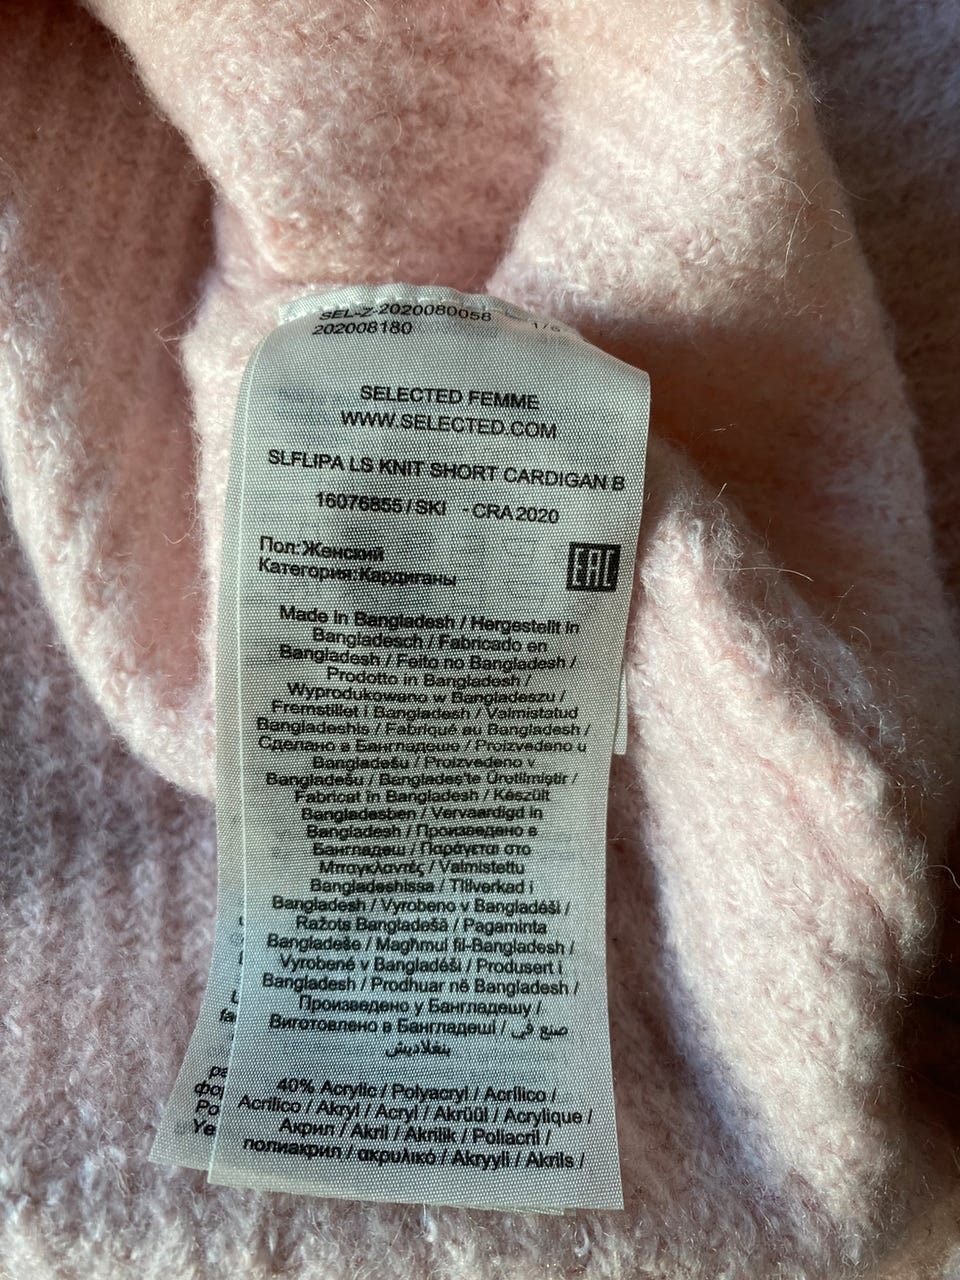 SEL-Z-2020080058
202008180
SELECTED FEMME
WWW.SELECTED.COM
SLFLIPA LS KNIT SHORT CARDIGAN B
16076855 / SKI - CRA 2020
Пол: Женский
Категория: Кардиганы
EAC
Made in Bangladesh / Hergestellt in
Bangladesch / Fabricado en
Bangladesh / Feito no Bangladesh /
Prodotto in Bangladesh /
Wyprodukowano w Bangladeszu /
Fremstillet i Bangladesh / Valmistatud
Bangladeshis / Fabriqué au Bangladesh /
Сделано в Бангладеше / Proizvedeno u
Bangladešu / Proizvedeno v
Bangladešu / Banglades'te Üretilmiştir /
Fabricat în Bangladesh / Készült
Bangladesben / Vervaardigd in
Bangladesh / Произведено в
Бангладеш / Παράγεται στο
Μπαγκλαντές / Valmistettu
Bangladeshissa / Tillverkad i
Bangladesh / Vyrobeno v Bangladéši /
Ražots Bangladešā / Pagaminta
Bangladeše / Magħmul fil-Bangladesh /
Vyrobené v Bangladéši / Produsert i
Bangladesh / Prodhuar në Bangladesh /
Произведено у Бангладешу /
Виготовлено в Бангладеші / صنع في
بنغلاديش
40% Acrylic / Polyacryl / Acrílico /
Acrilico / Akryl / Acryl / Akrüül / Acrylique /
Акрил / Akril / Akrilik / Poliacril /
полиакрил / ακρυλικό / Akryyli / Akrils /